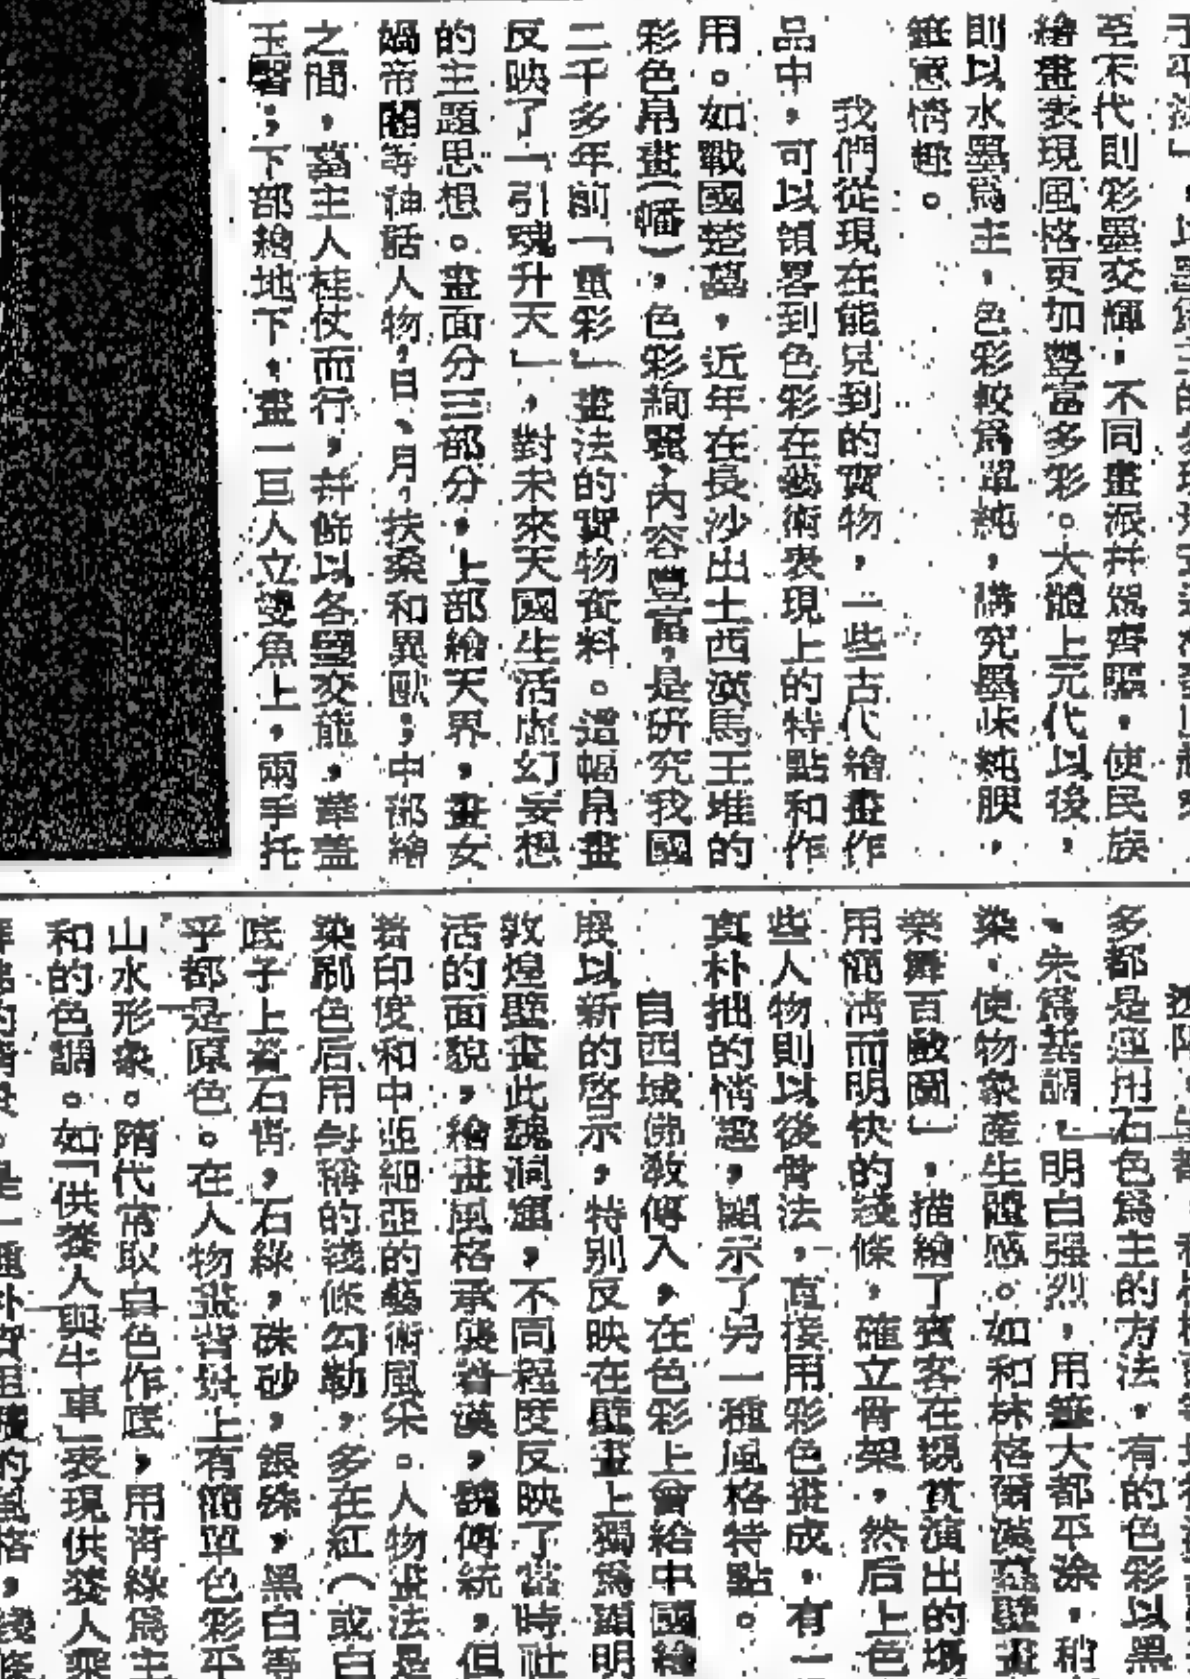 至宋代則彩墨交輝，不同畫派并駕齊驅，使民族
繪畫表現風格更加豐富多彩。大體上元代以後，
則以水墨爲主，色彩較爲單純，講究墨味純腴，
筆意情趣。
我們從現在能見到的實物，一些古代繪畫作
品中，可以領畧到色彩在藝術表現上的特點和作
用。如戰國楚墓，近年在長沙出土西漢馬王堆的
彩色帛畫（幡），色彩絢麗，內容豐富，是研究我國
二千多年前「重彩」畫法的實物資料。這幅帛畫
反映了「引魂升天」，對未來天國生活虛幻妄想
的主題思想。畫面分三部分，上部繪天界，畫女
媧帝閽等神話人物，日、月，扶桑和異獸；中部繪
之間，墓主人桂仗而行，并飾以各璧交龍，華盖
玉磬；下部繪地下，畫一巨人立雙魚上，兩手托
多都是運用石色爲主的方法，有的色彩以黑
、朱爲基調，明白强烈，用筆大都平涂，和
染，使物象產生體感。如和林格爾漢墓壁畫
樂舞百戲圖」，描繪了賓客在觀賞演出的塲
用簡潔而明快的綫條，確立骨架，然后上色
些人物則以後骨法，直接用彩色畫成，有一
真朴拙的情趣，顯示了另一種風格特點。
自西域佛教傳入，在色彩上曾給中國繪
展以新的啓示，特別反映在壁畫上獨爲顯明
敦煌壁畫此魏洞窟，不同程度反映了當時社
活的面貌，繪畫風格承襲着漢，魏傳統，但
着印度和中亞細亞的藝術風采。人物畫法是
染刷色后用勻稱的綫條勾勒，多在紅（或白
底子上着石青，石綠，硃砂，銀硃，黑白等
乎都是原色。在人物畫背景上有簡單色彩平
山水形象。隋代常取白色作底，用青綠爲主
和的色調。如「供養人與牛車」表現供養人乘